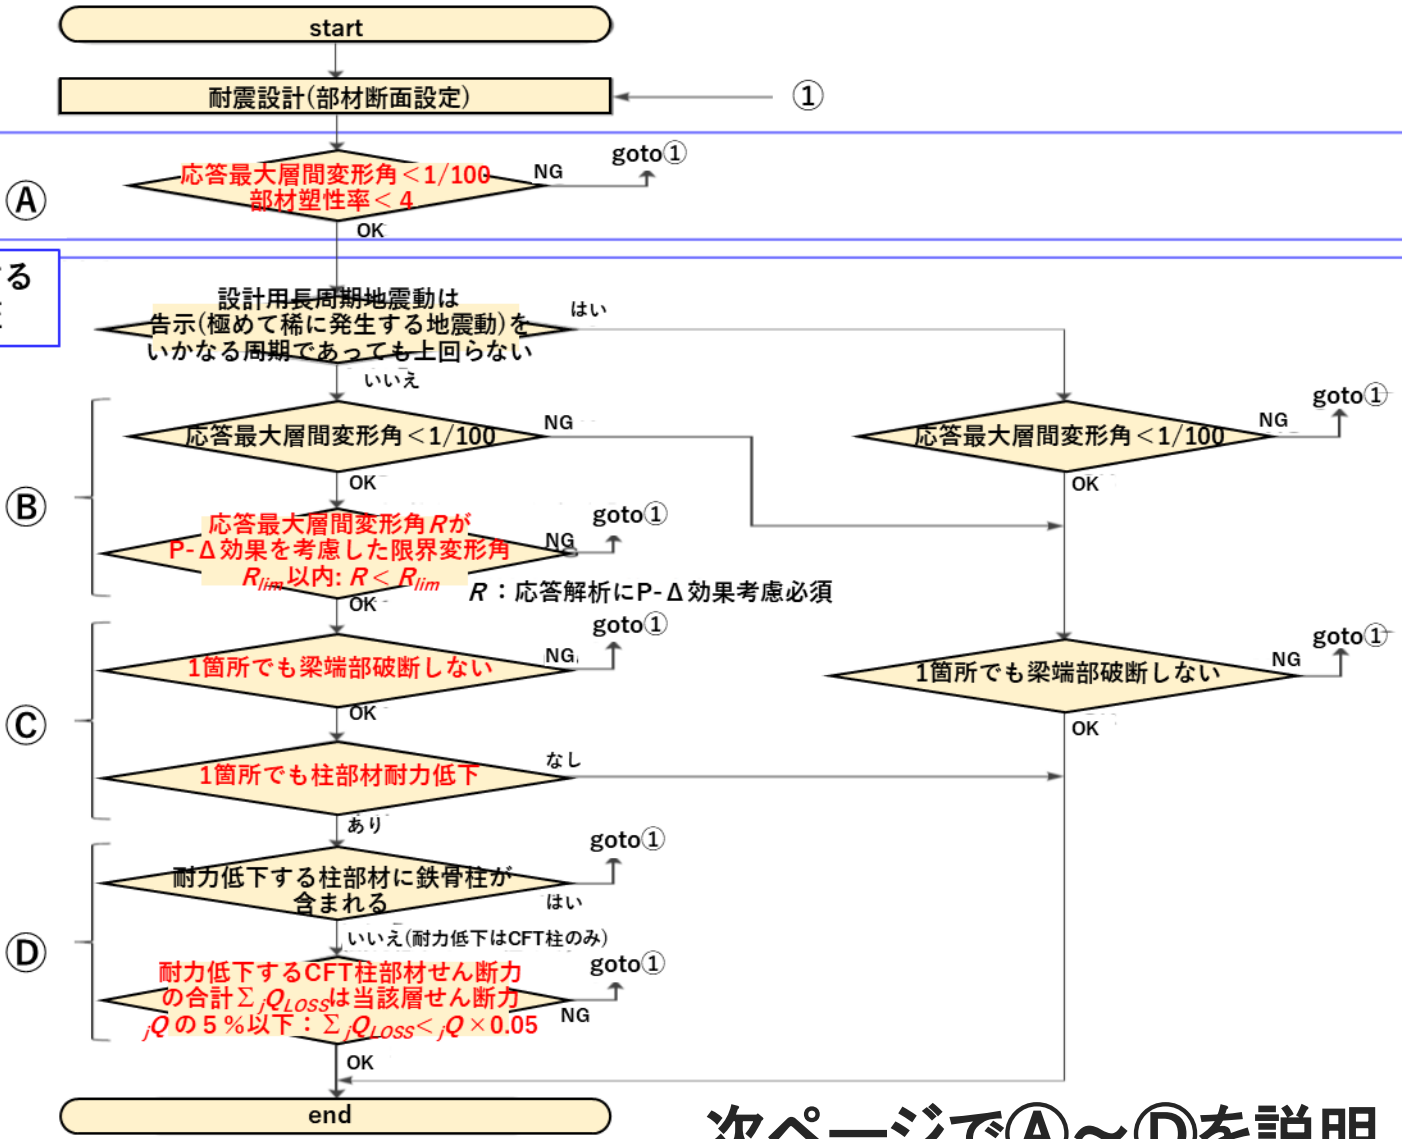 start
耐震設計(部材断面設定)
①
応答最大層間変形角＜1/100
部材塑性率＜４
NG
goto①
OK
Ⓐ
る
設計用長周期地震動は
告示(極めて稀に発生する地震動)を
いかなる周期であっても上回らない
はい
いいえ
応答最大層間変形角＜1/100
NG
OK
応答最大層間変形角＜1/100
NG
goto①
OK
Ⓑ
応答最大層間変形角Rが
P-Δ効果を考慮した限界変形角
Rlim以内: R＜Rlim
NG
goto①
OK
R：応答解析にP-Δ効果考慮必須
1箇所でも梁端部破断しない
NG
goto①
OK
1箇所でも梁端部破断しない
NG
goto①
OK
Ⓒ
1箇所でも柱部材耐力低下
なし
あり
耐力低下する柱部材に鉄骨柱が
含まれる
goto①
はい
いいえ(耐力低下はCFT柱のみ)
Ⓓ
耐力低下するCFT柱部材せん断力
の合計ΣjQLOSSは当該層せん断力
jQの５%以下：ΣjQLOSS<jQ×0.05
goto①
NG
OK
end
次ページでⒶ～Ⓓを説明